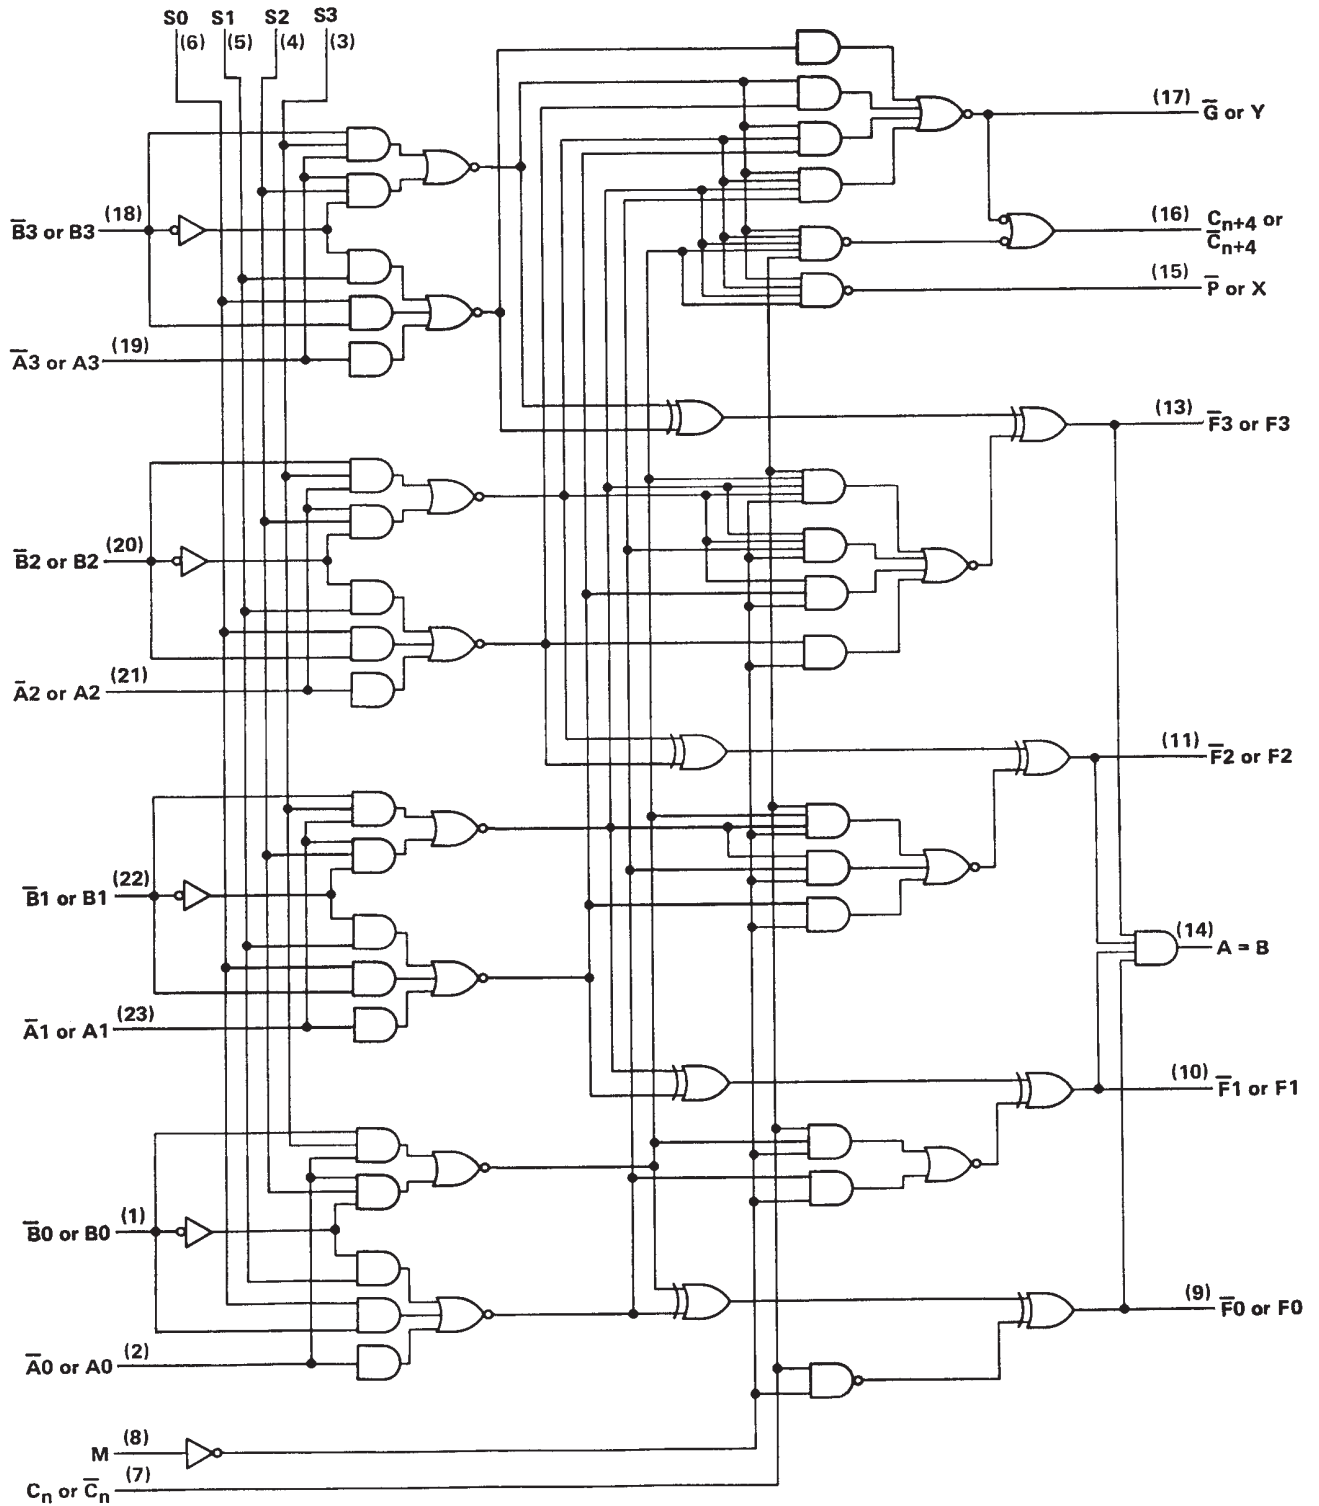 S0 S1 S2 S3
(6) (5) (4) (3)
(17) G̅ or Y
(18) B̅3 or B3
(16) Cn+4 or
C̅n+4
(15) P̅ or X
(19) A̅3 or A3
(13) F̅3 or F3
(20) B̅2 or B2
(21) A̅2 or A2
(11) F̅2 or F2
(22) B̅1 or B1
(14) A = B
(23) A̅1 or A1
(10) F̅1 or F1
(1) B̅0 or B0
(9) F̅0 or F0
(2) A̅0 or A0
M (8)
Cn or C̅n (7)